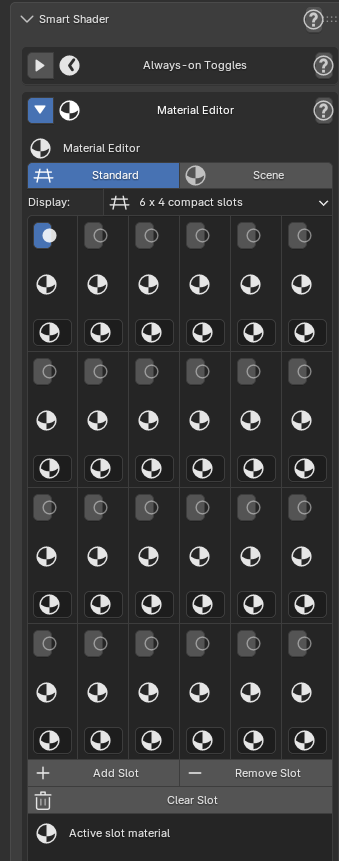 Smart Shader
Always-on Toggles
Material Editor
Material Editor
Standard Scene
Display: 6 x 4 compact slots
Add Slot Remove Slot
Clear Slot
Active slot material